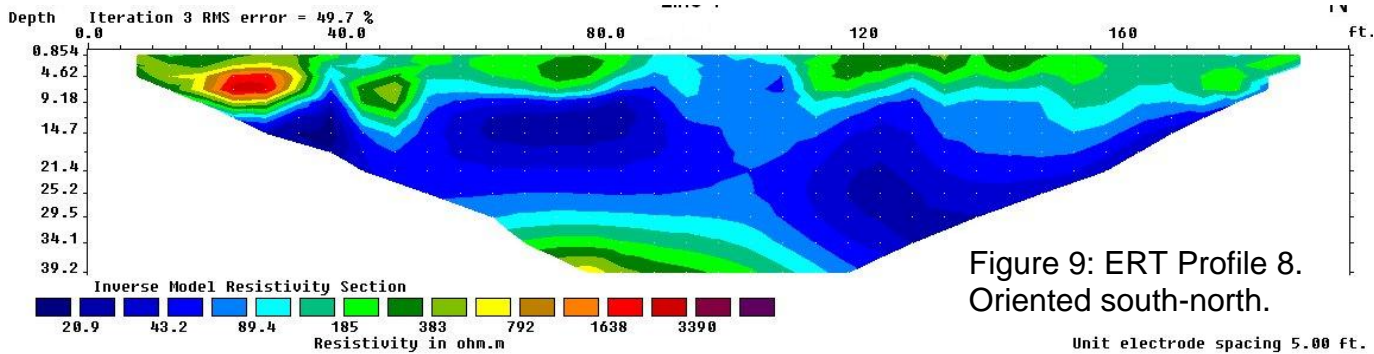 Depth Iteration 3 RMS error = 49.7 %
0.0 40.0 80.0 120 160 ft.
0.854
4.62
9.18
14.7
21.4
25.2
29.5
34.1
39.2
Figure 9: ERT Profile 8.
Oriented south-north.
Inverse Model Resistivity Section
20.9 43.2 89.4 185 383 792 1638 3390
Resistivity in ohm.m
Unit electrode spacing 5.00 ft.